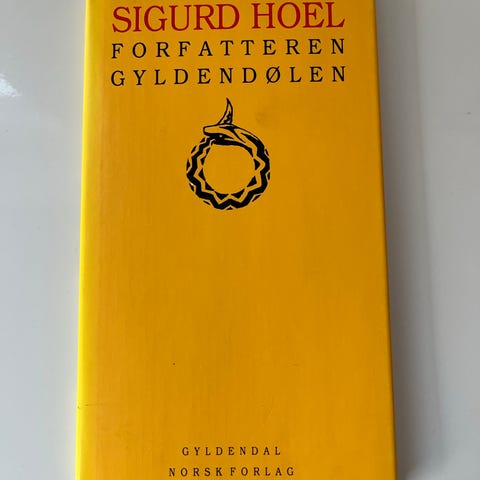 SIGURD HOEL
FORFATTEREN
GYLDENDØLEN
GYLDENDAL
NORSK FORLAG